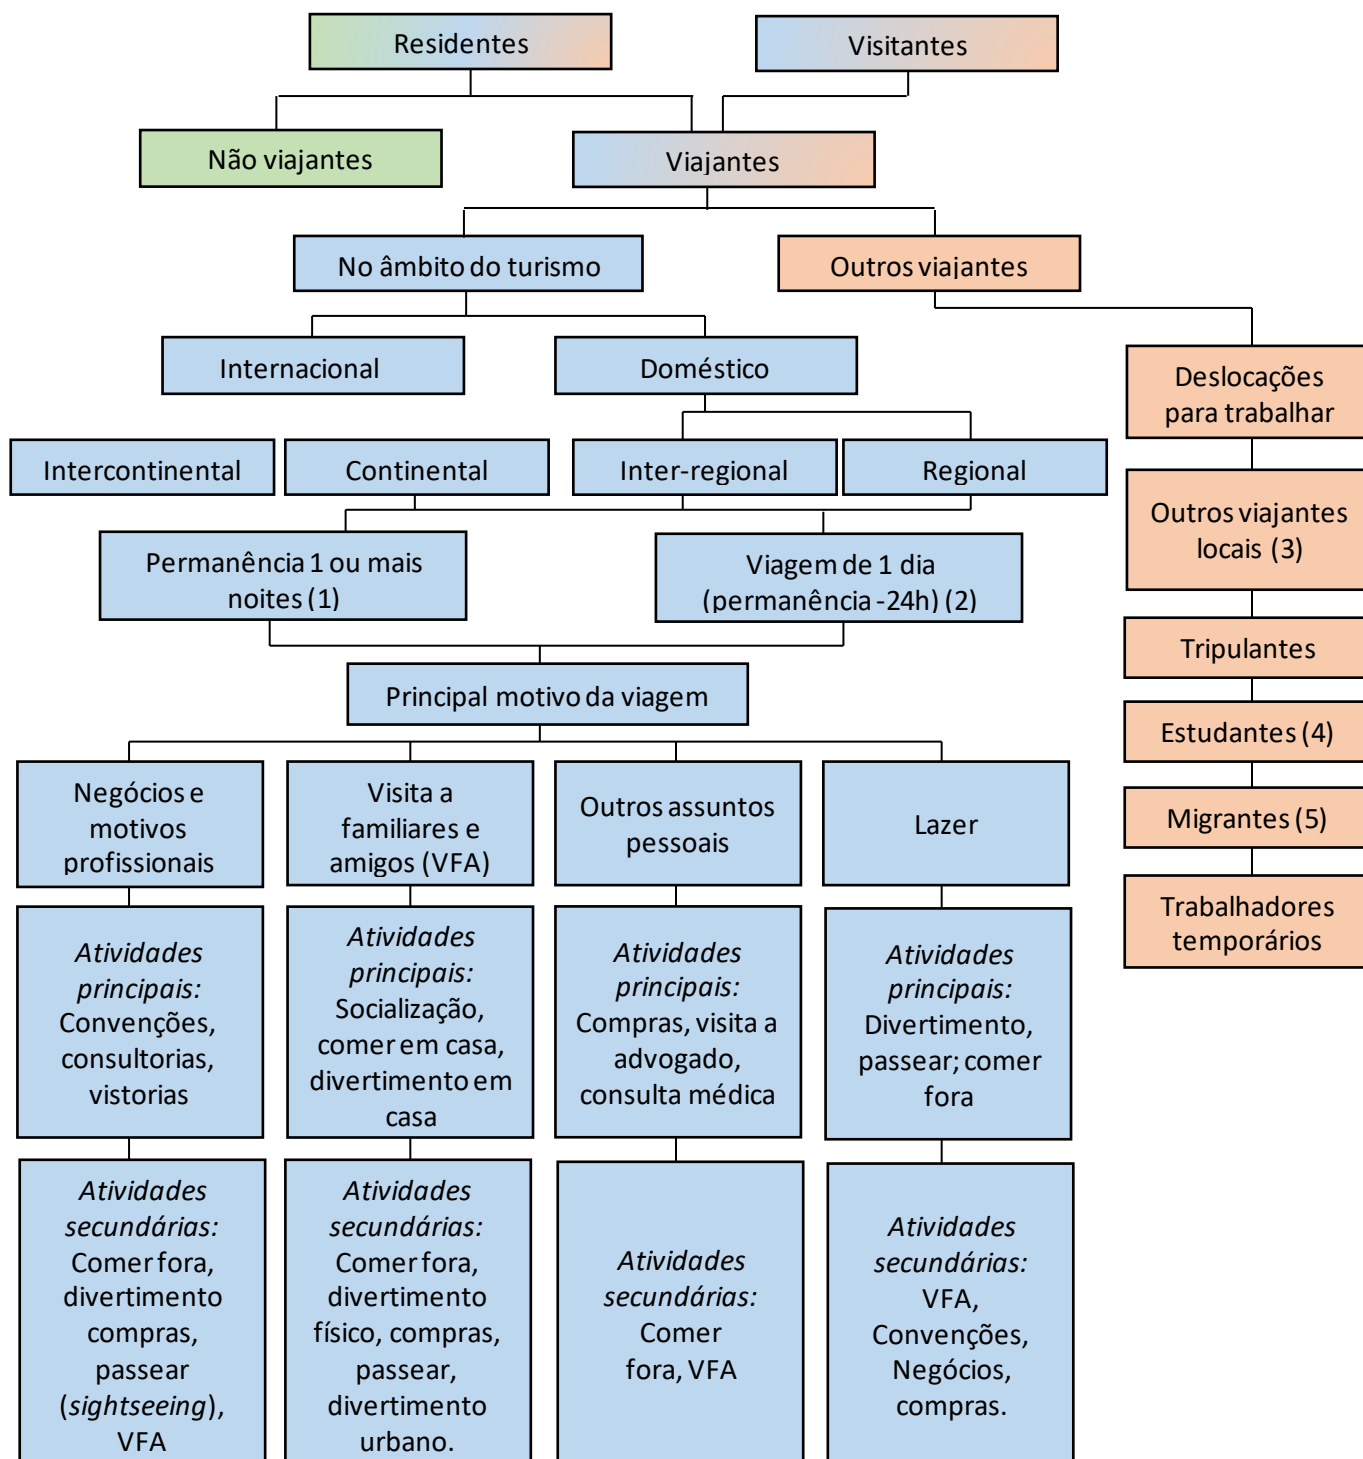 Residentes
Visitantes
Não viajantes
Viajantes
No âmbito do turismo
Outros viajantes
Internacional
Doméstico
Deslocações
para trabalhar
Intercontinental
Continental
Inter-regional
Regional
Outros viajantes
locais (3)
Permanência 1 ou mais
noites (1)
Viagem de 1 dia
(permanência -24h) (2)
Tripulantes
Principal motivo da viagem
Estudantes (4)
Negócios e
motivos
profissionais
Visita a
familiares e
amigos (VFA)
Outros assuntos
pessoais
Lazer
Migrantes (5)
Trabalhadores
temporários
Atividades
principais:
Convenções,
consultorias,
vistorias
Atividades
principais:
Socialização,
comer em casa,
divertimento em
casa
Atividades
principais:
Compras, visita a
advogado,
consulta médica
Atividades
principais:
Divertimento,
passear; comer
fora
Atividades
secundárias:
Comer fora,
divertimento
compras,
passear
(sightseeing),
VFA
Atividades
secundárias:
Comer fora,
divertimento
físico, compras,
passear,
divertimento
urbano.
Atividades
secundárias:
Comer
fora, VFA
Atividades
secundárias:
VFA,
Convenções,
Negócios,
compras.